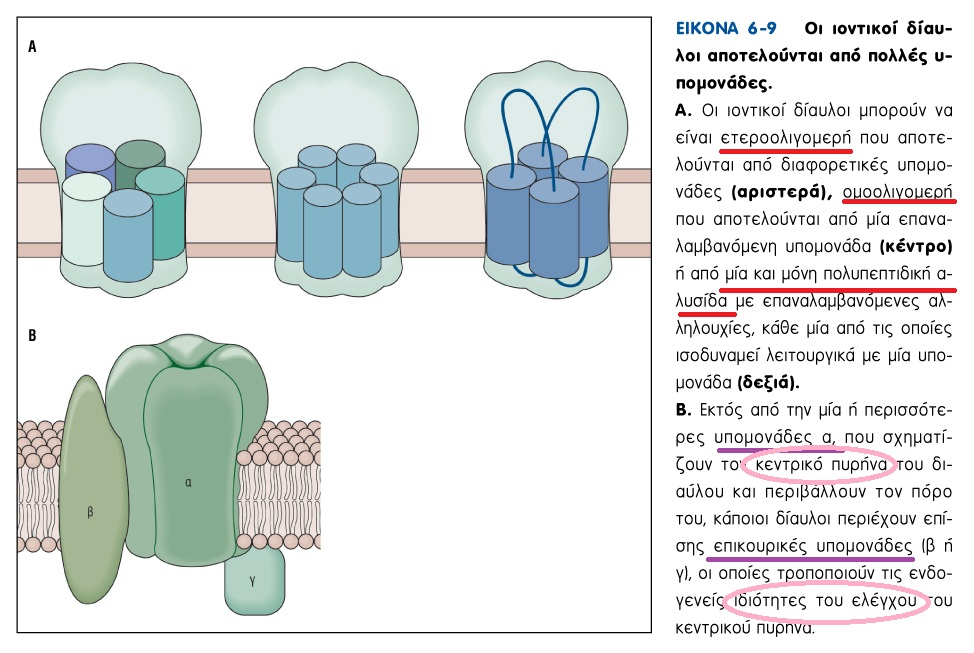 A
B
β
α
γ
ΕΙΚΟΝΑ 6-9 Οι ιοντικοί δίαυ-
λοι αποτελούνται από πολλές υ-
πομονάδες.
Α. Οι ιοντικοί δίαυλοι μπορούν να
είναι ετεροολιγομερή που αποτε-
λούνται από διαφορετικές υπομο-
νάδες (αριστερά), ομοολιγομερή
που αποτελούνται από μία επανα-
λαμβανόμενη υπομονάδα (κέντρο)
ή από μία και μόνη πολυπεπτιδική α-
λυσίδα με επαναλαμβανόμενες αλ-
ληλουχίες, κάθε μία από τις οποίες
ισοδυναμεί λειτουργικά με μία υπο-
μονάδα (δεξιά).
Β. Εκτός από την μία ή περισσότε-
ρες υπομονάδες α, που σχηματί-
ζουν τον κεντρικό πυρήνα του δι-
αύλου και περιβάλλουν τον πόρο
του, κάποιοι δίαυλοι περιέχουν επί-
σης επικουρικές υπομονάδες (β ή
γ), οι οποίες τροποποιούν τις ενδο-
γενείς ιδιότητες του ελέγχου του
κεντρικού πυρήνα.